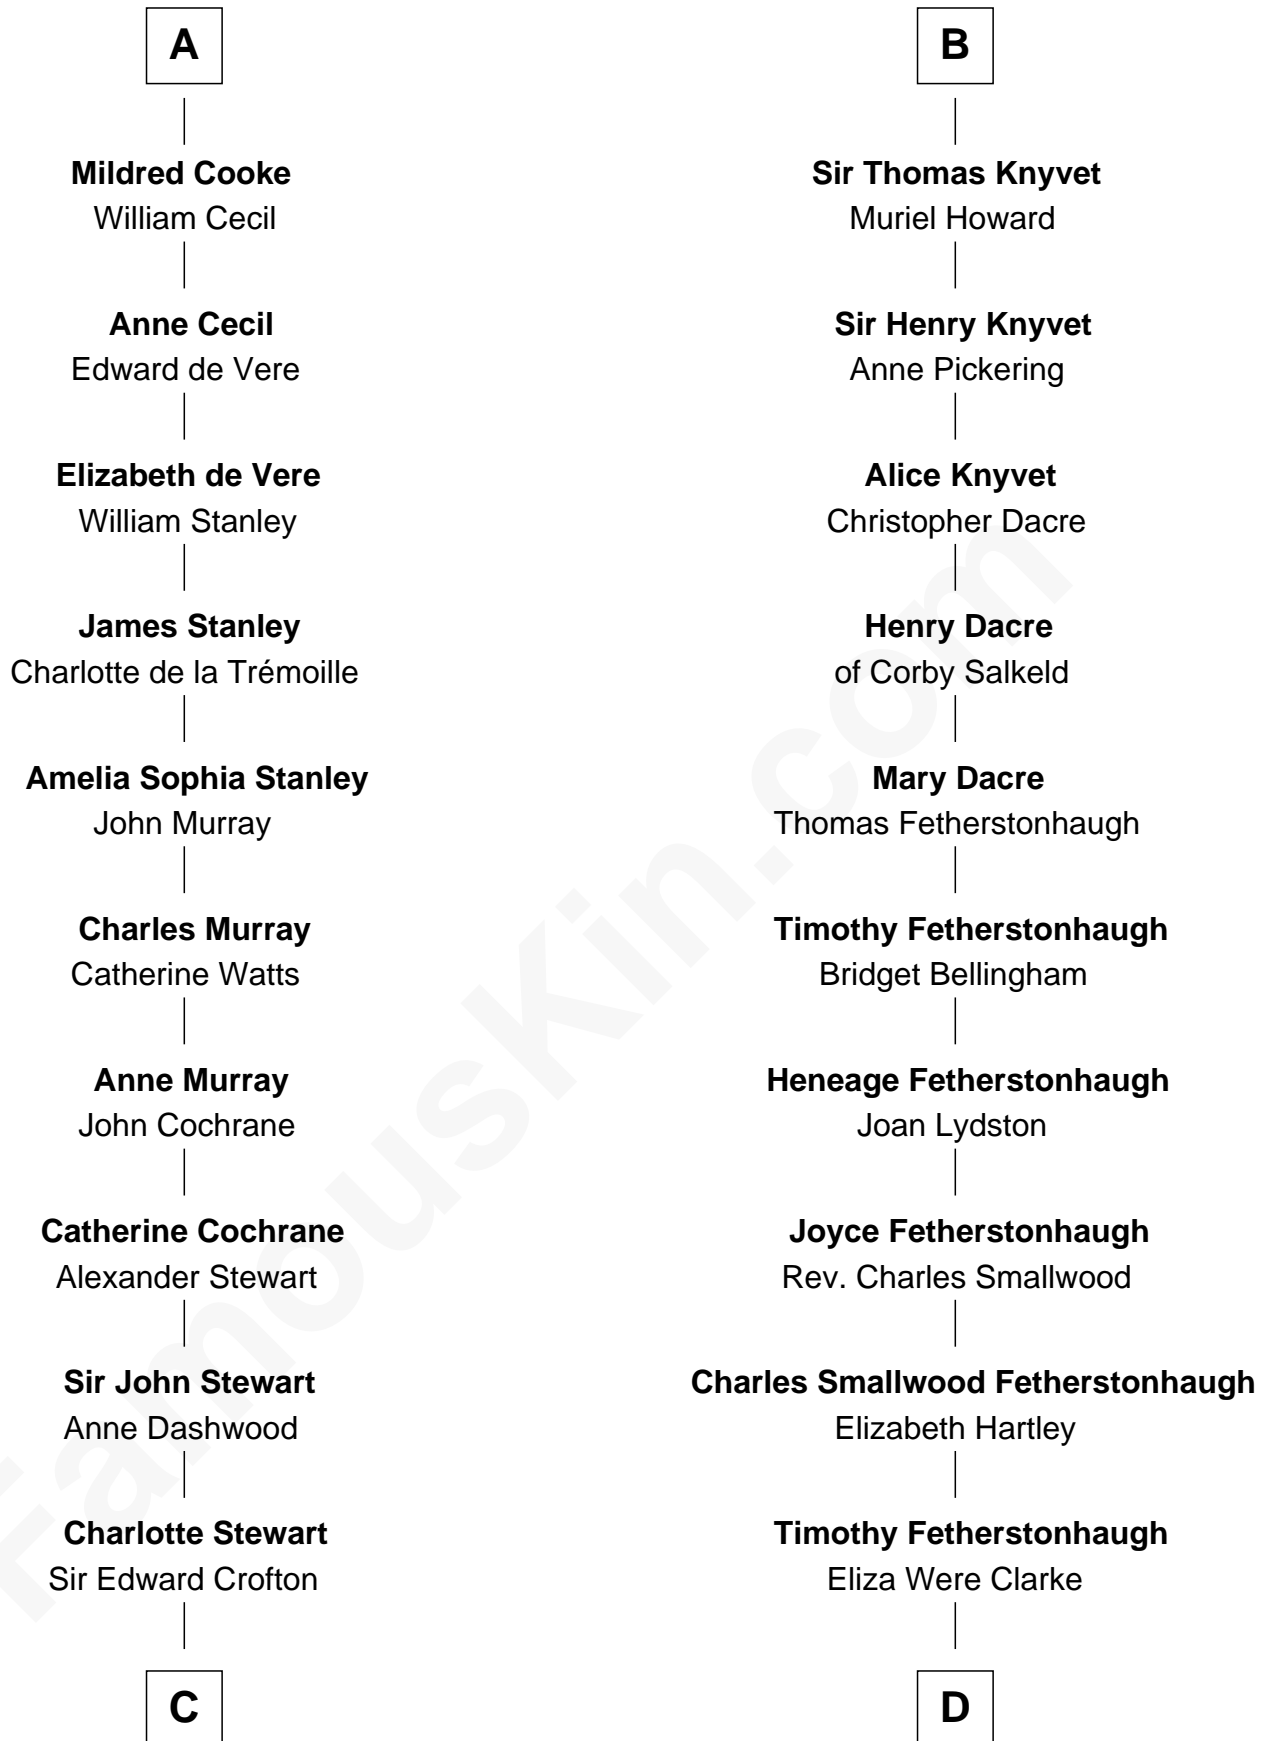 A
Mildred Cooke
William Cecil
Anne Cecil
Edward de Vere
Elizabeth de Vere
William Stanley
James Stanley
Charlotte de la Trémoille
Amelia Sophia Stanley
John Murray
Charles Murray
Catherine Watts
Anne Murray
John Cochrane
Catherine Cochrane
Alexander Stewart
Sir John Stewart
Anne Dashwood
Charlotte Stewart
Sir Edward Crofton
C
B
Sir Thomas Knyvet
Muriel Howard
Sir Henry Knyvet
Anne Pickering
Alice Knyvet
Christopher Dacre
Henry Dacre
of Corby Salkeld
Mary Dacre
Thomas Fetherstonhaugh
Timothy Fetherstonhaugh
Bridget Bellingham
Heneage Fetherstonhaugh
Joan Lydston
Joyce Fetherstonhaugh
Rev. Charles Smallwood
Charles Smallwood Fetherstonhaugh
Elizabeth Hartley
Timothy Fetherstonhaugh
Eliza Were Clarke
D
FamousKin.com